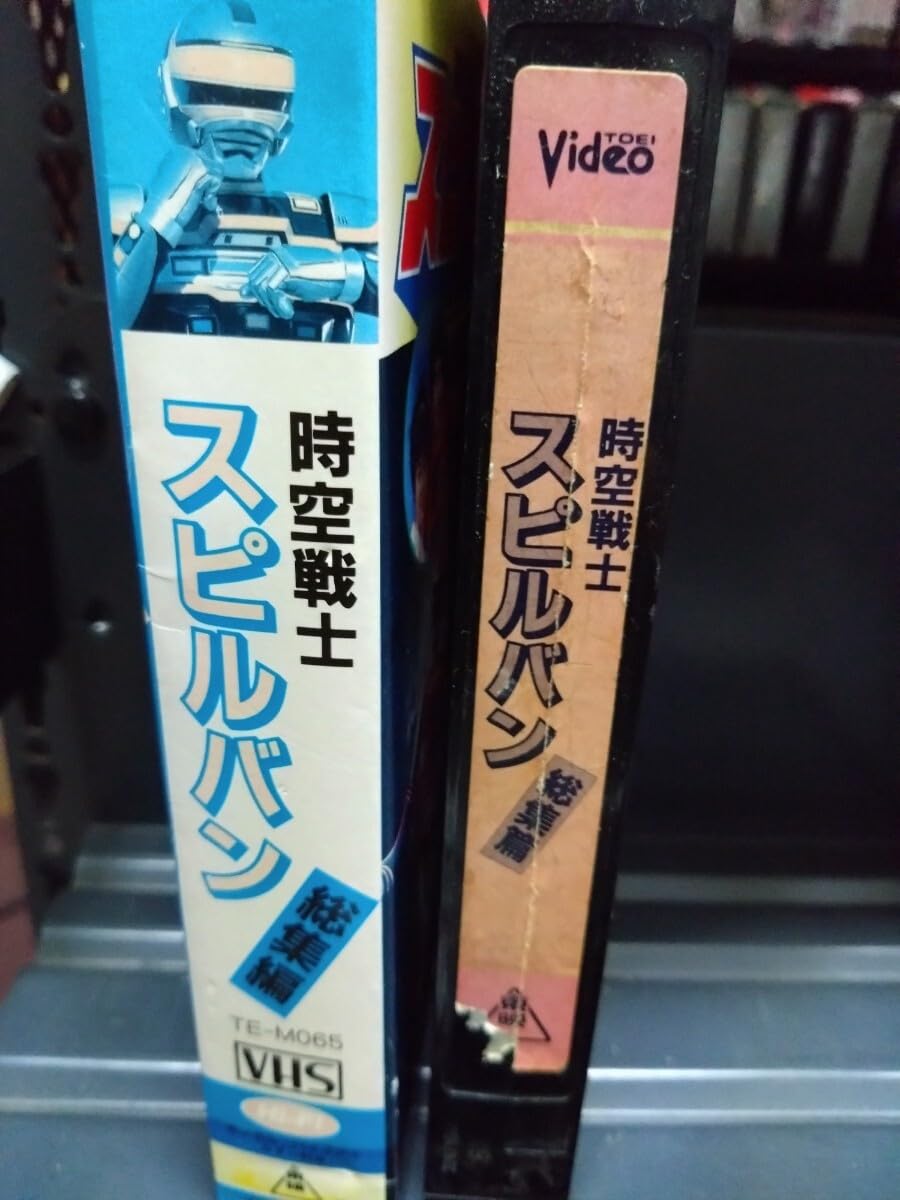 時空戦士
スピルバン
総集編
TE-M065
VHS
TOEI
Video
時空戦士
スピルバン
総集篇